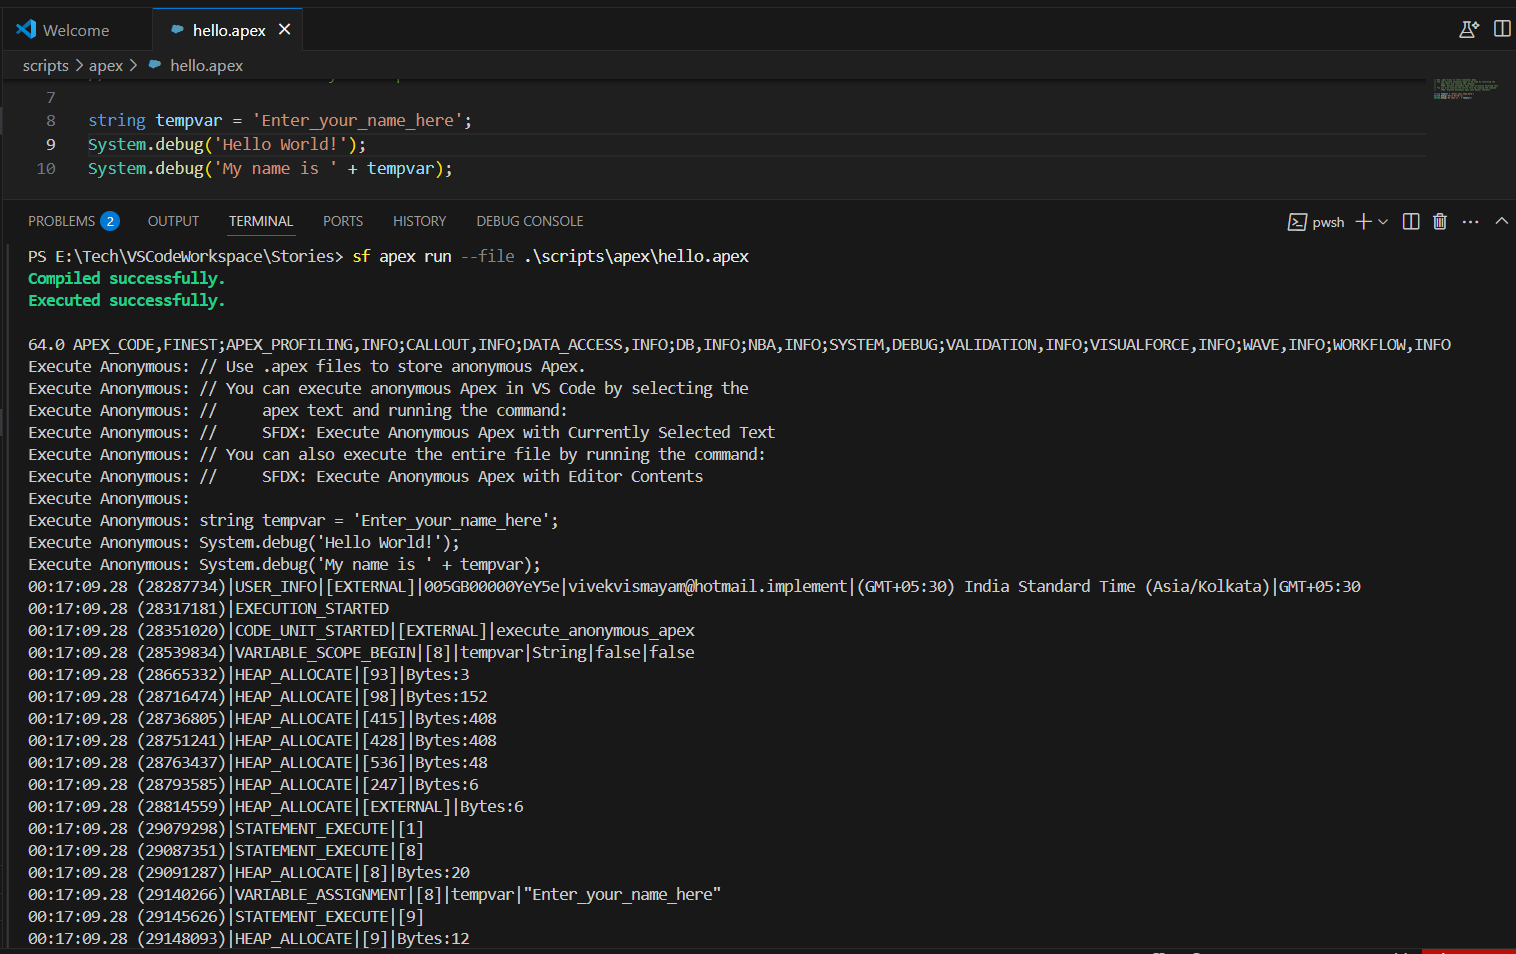 Welcome
hello.apex
scripts > apex > hello.apex
7
8 string tempvar = 'Enter_your_name_here';
9 System.debug('Hello World!');
10 System.debug('My name is ' + tempvar);
PROBLEMS 2 OUTPUT TERMINAL PORTS HISTORY DEBUG CONSOLE pwsh
PS E:\Tech\VSCodeWorkspace\Stories> sf apex run --file .\scripts\apex\hello.apex
Compiled successfully.
Executed successfully.
64.0 APEX_CODE,FINEST;APEX_PROFILING,INFO;CALLOUT,INFO;DATA_ACCESS,INFO;DB,INFO;NBA,INFO;SYSTEM,DEBUG;VALIDATION,INFO;VISUALFORCE,INFO;WAVE,INFO;WORKFLOW,INFO
Execute Anonymous: // Use .apex files to store anonymous Apex.
Execute Anonymous: // You can execute anonymous Apex in VS Code by selecting the
Execute Anonymous: //     apex text and running the command:
Execute Anonymous: //     SFDX: Execute Anonymous Apex with Currently Selected Text
Execute Anonymous: // You can also execute the entire file by running the command:
Execute Anonymous: //     SFDX: Execute Anonymous Apex with Editor Contents
Execute Anonymous:
Execute Anonymous: string tempvar = 'Enter_your_name_here';
Execute Anonymous: System.debug('Hello World!');
Execute Anonymous: System.debug('My name is ' + tempvar);
00:17:09.28 (28287734)|USER_INFO|[EXTERNAL]|005GB00000YeY5e|vivekvismayam@hotmail.implement|(GMT+05:30) India Standard Time (Asia/Kolkata)|GMT+05:30
00:17:09.28 (28317181)|EXECUTION_STARTED
00:17:09.28 (28351020)|CODE_UNIT_STARTED|[EXTERNAL]|execute_anonymous_apex
00:17:09.28 (28539834)|VARIABLE_SCOPE_BEGIN|[8]|tempvar|String|false|false
00:17:09.28 (28665332)|HEAP_ALLOCATE|[93]|Bytes:3
00:17:09.28 (28716474)|HEAP_ALLOCATE|[98]|Bytes:152
00:17:09.28 (28736805)|HEAP_ALLOCATE|[415]|Bytes:408
00:17:09.28 (28751241)|HEAP_ALLOCATE|[428]|Bytes:408
00:17:09.28 (28763437)|HEAP_ALLOCATE|[536]|Bytes:48
00:17:09.28 (28793585)|HEAP_ALLOCATE|[247]|Bytes:6
00:17:09.28 (28814559)|HEAP_ALLOCATE|[EXTERNAL]|Bytes:6
00:17:09.28 (29079298)|STATEMENT_EXECUTE|[1]
00:17:09.28 (29087351)|STATEMENT_EXECUTE|[8]
00:17:09.28 (29091287)|HEAP_ALLOCATE|[8]|Bytes:20
00:17:09.28 (29140266)|VARIABLE_ASSIGNMENT|[8]|tempvar|"Enter_your_name_here"
00:17:09.28 (29145626)|STATEMENT_EXECUTE|[9]
00:17:09.28 (29148093)|HEAP_ALLOCATE|[9]|Bytes:12